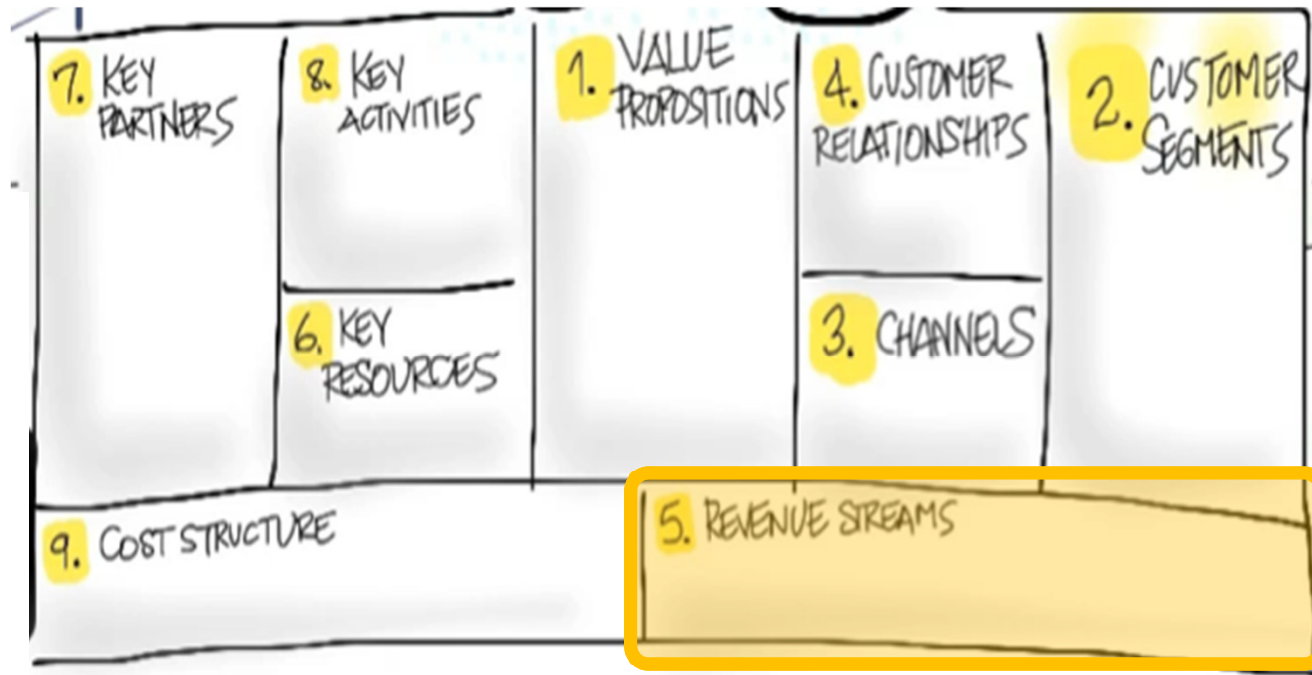 7. KEY
PARTNERS
8. KEY
ACTIVITIES
6. KEY
RESOURCES
1. VALUE
PROPOSITIONS
4. CUSTOMER
RELATIONSHIPS
3. CHANNELS
2. CUSTOMER
SEGMENTS
9. COST STRUCTURE
5. REVENUE STREAMS